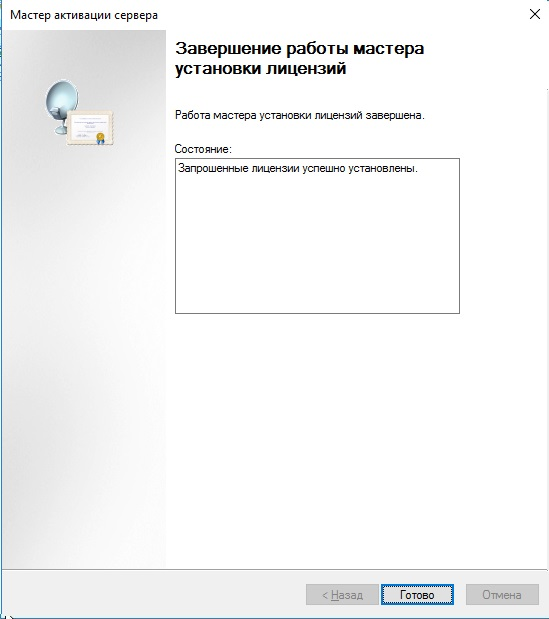 Мастер активации сервера
Завершение работы мастера
установки лицензий
Работа мастера установки лицензий завершена.
Состояние:
Запрошенные лицензии успешно установлены.
< Назад
Готово
Отмена